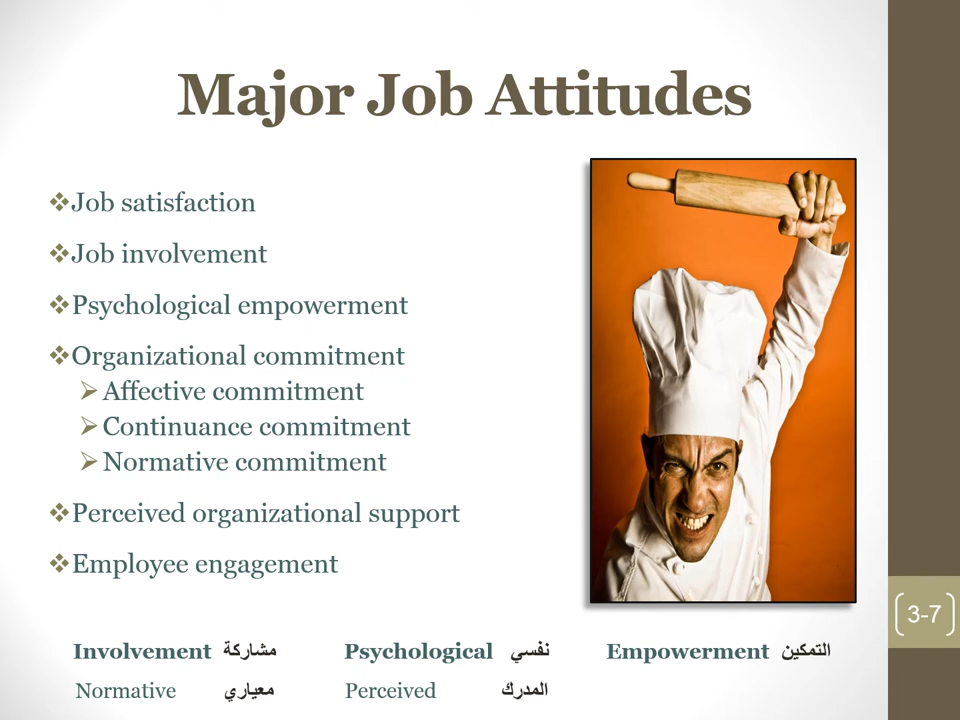 Major Job Attitudes
Job satisfaction
Job involvement
Psychological empowerment
Organizational commitment
Affective commitment
Continuance commitment
Normative commitment
Perceived organizational support
Employee engagement
3-7
Involvement مشاركة Psychological نفسي Empowerment التمكين
Normative معياري Perceived المدرك